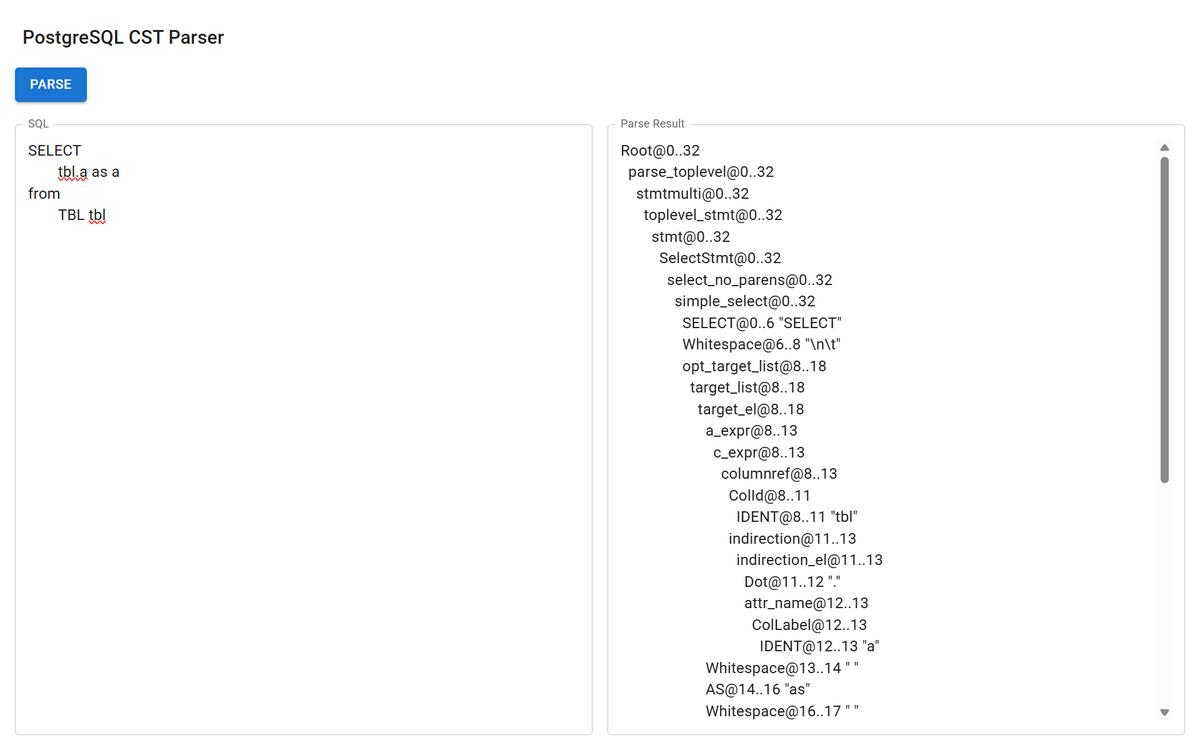 PostgreSQL CST Parser
PARSE
SQL
SELECT
tbl.a as a
from
TBL tbl
Parse Result
Root@0..32
parse_toplevel@0..32
stmtmulti@0..32
toplevel_stmt@0..32
stmt@0..32
SelectStmt@0..32
select_no_parens@0..32
simple_select@0..32
SELECT@0..6 "SELECT"
Whitespace@6..8 "\n\t"
opt_target_list@8..18
target_list@8..18
target_el@8..18
a_expr@8..13
c_expr@8..13
columnref@8..13
ColId@8..11
IDENT@8..11 "tbl"
indirection@11..13
indirection_el@11..13
Dot@11..12 "."
attr_name@12..13
ColLabel@12..13
IDENT@12..13 "a"
Whitespace@13..14 " "
AS@14..16 "as"
Whitespace@16..17 " "